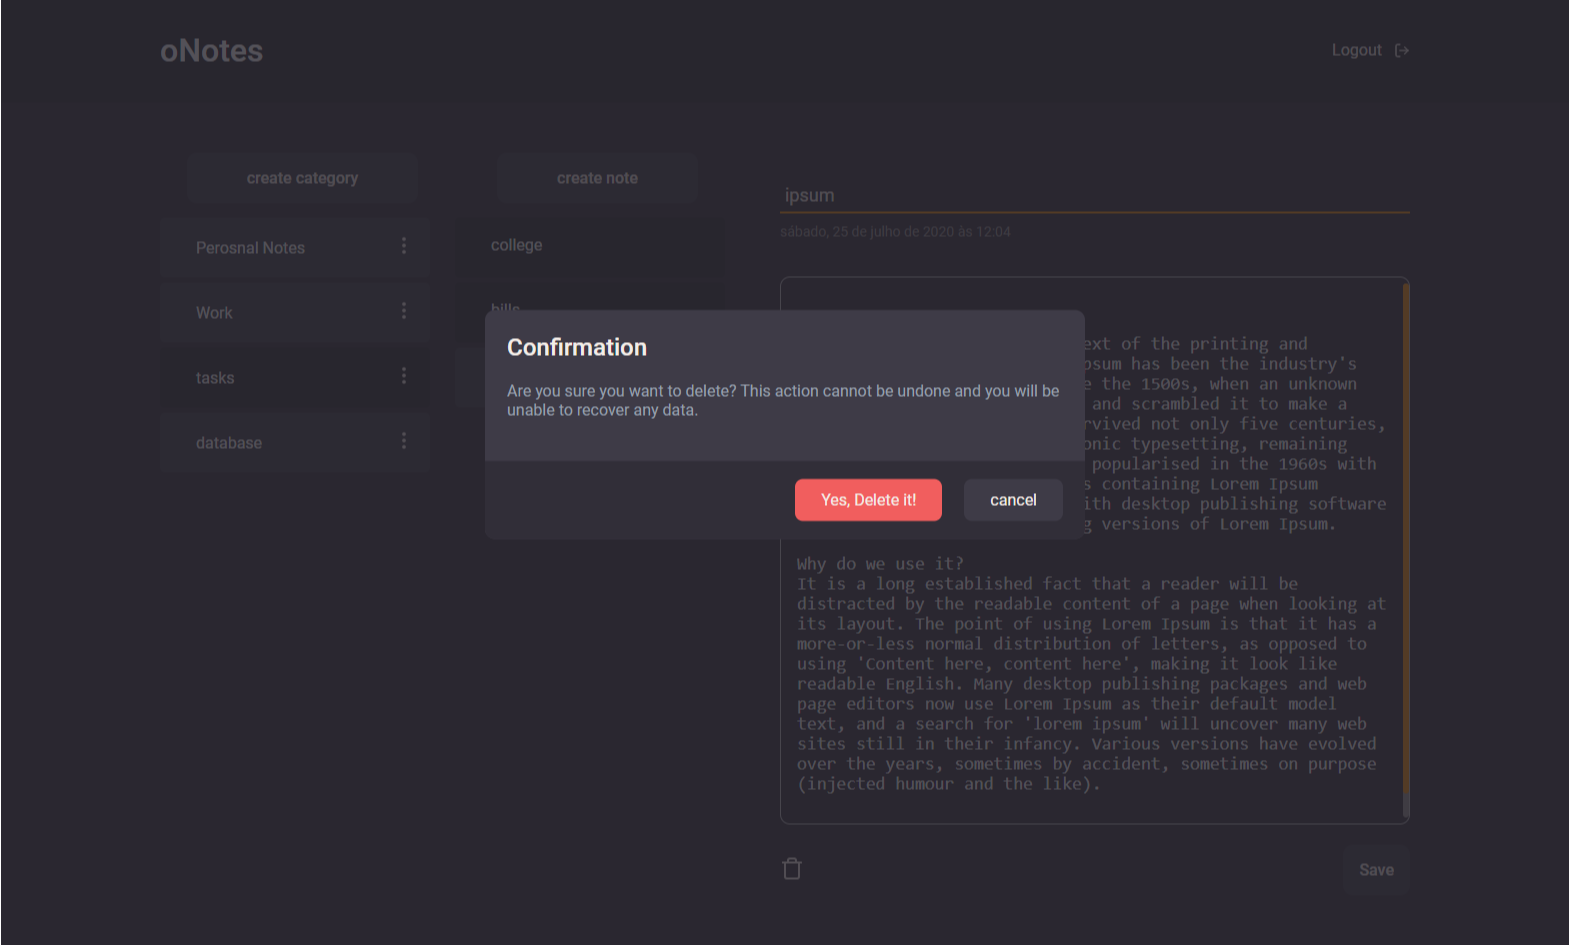 oNotes
Logout
create category
create note
Perosnal Notes
Work
tasks
database
college
bills
ipsum
sábado, 25 de julho de 2020 às 12:04
Confirmation
Are you sure you want to delete? This action cannot be undone and you will be
unable to recover any data.
Yes, Delete it!
cancel
of the printing and
has been the industry's
the 1500s, when an unknown
and scrambled it to make a
not only five centuries,
typesetting, remaining
popularised in the 1960s with
containing Lorem Ipsum
desktop publishing software
versions of Lorem Ipsum.
Why do we use it?
It is a long established fact that a reader will be
distracted by the readable content of a page when looking at
its layout. The point of using Lorem Ipsum is that it has a
more-or-less normal distribution of letters, as opposed to
using 'Content here, content here', making it look like
readable English. Many desktop publishing packages and web
page editors now use Lorem Ipsum as their default model
text, and a search for 'lorem ipsum' will uncover many web
sites still in their infancy. Various versions have evolved
over the years, sometimes by accident, sometimes on purpose
(injected humour and the like).
Save